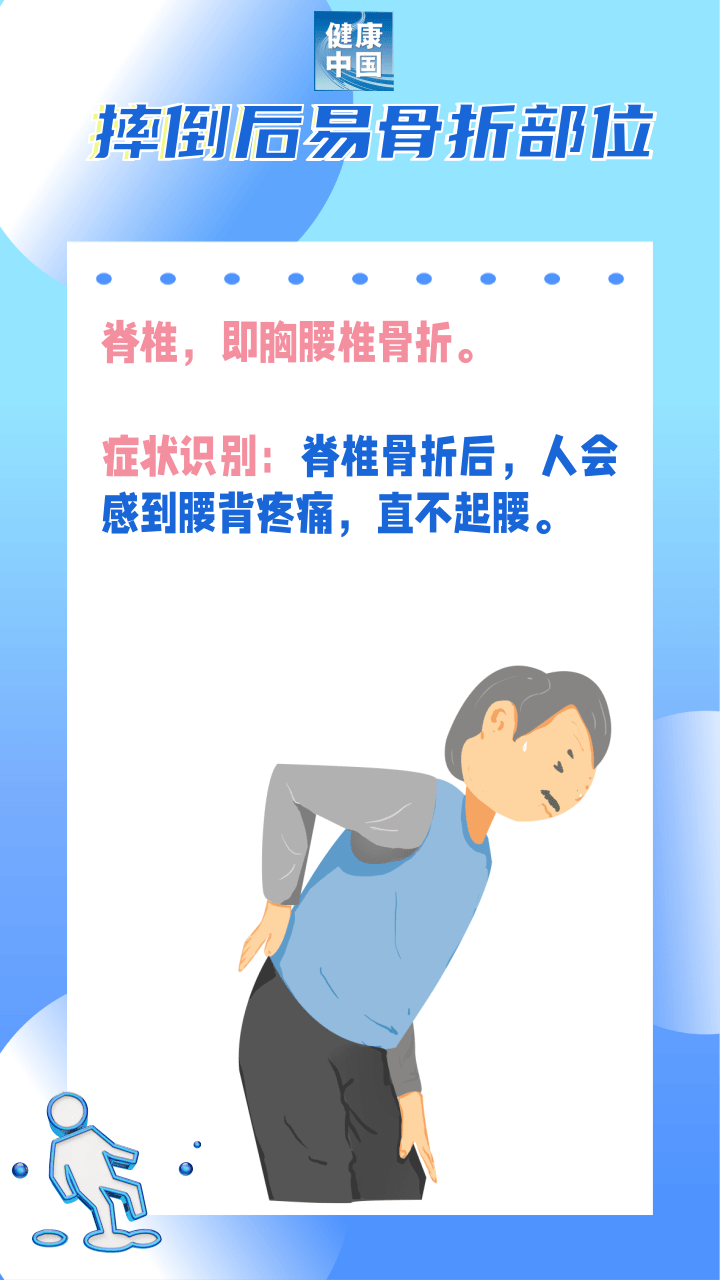 健康
中国
摔倒后易骨折部位
脊椎，即胸腰椎骨折。
症状识别：脊椎骨折后，人会
感到腰背疼痛，直不起腰。